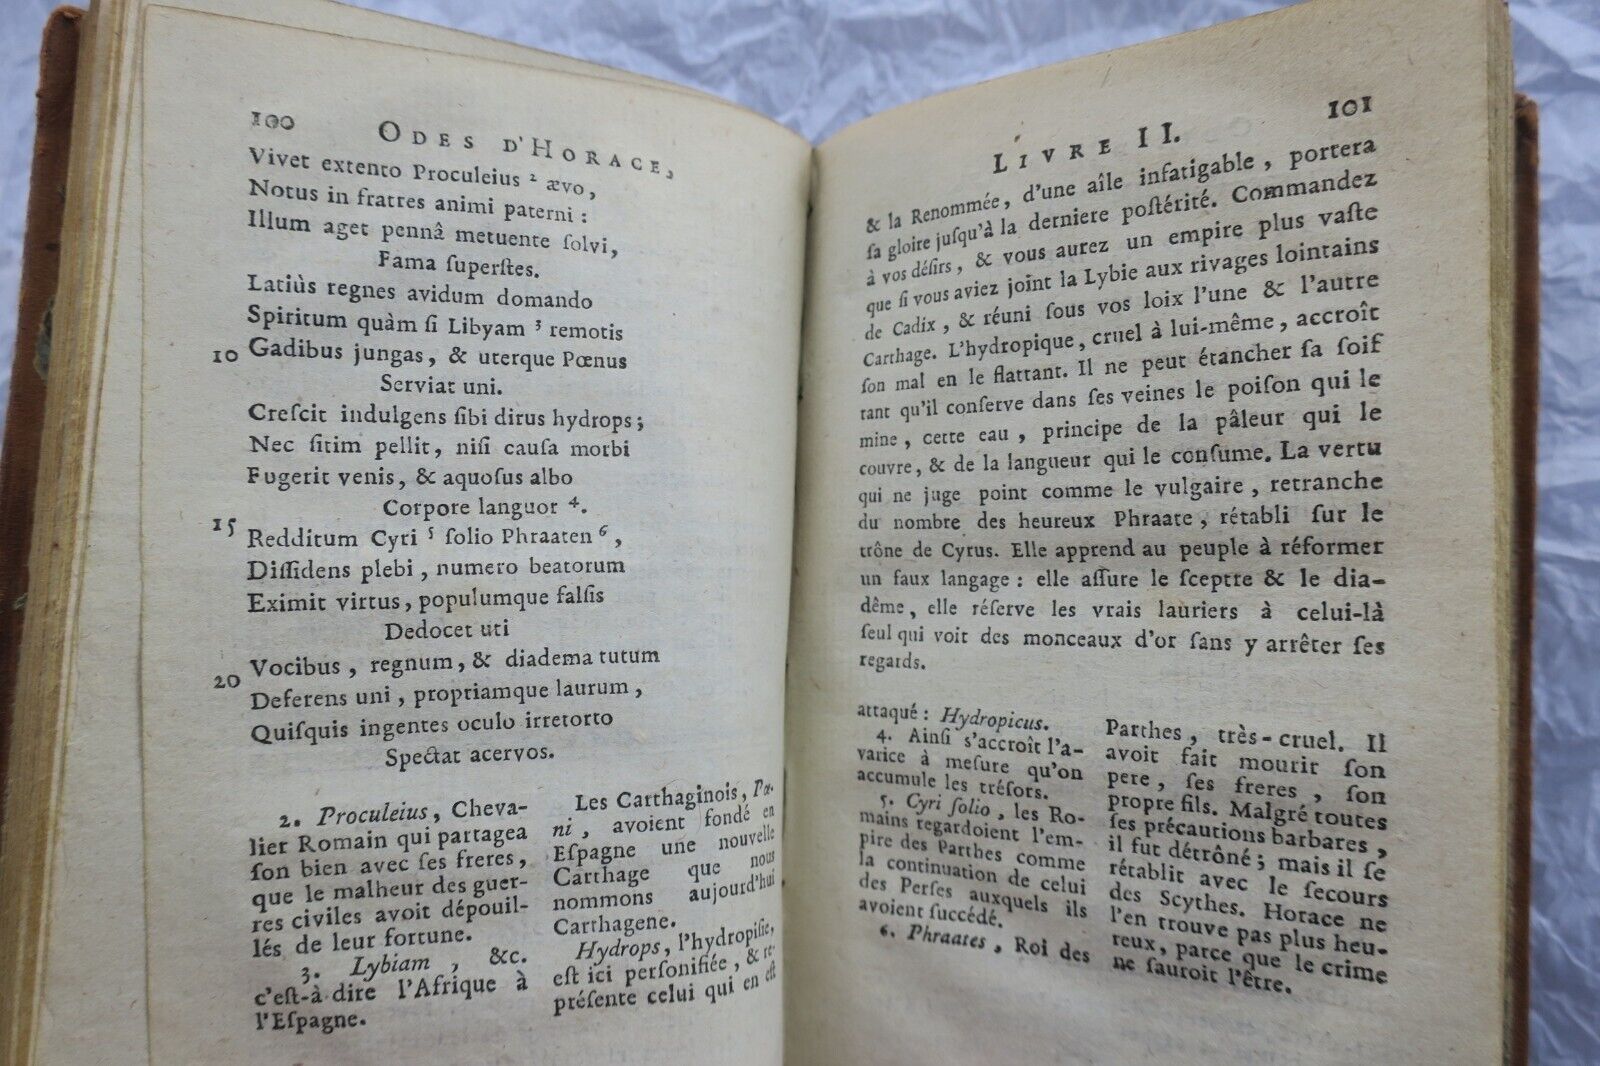 100
ODES D'HORACE,
Vivet extento Proculeius ² ævo,
Notus in fratres animi paterni :
Illum aget pennâ metuente ſolvi,
Fama ſuperſtes.
Latiùs regnes avidum domando
Spiritum quàm ſi Libyam ³ remotis
10 Gadibus jungas, & uterque Pœnus
Serviat uni.
Creſcit indulgens ſibi dirus hydrops;
Nec ſitim pellit, niſi cauſa morbi
Fugerit venis, & aquoſus albo
Corpore languor ⁴.
15 Redditum Cyri ⁵ ſolio Phraaten ⁶,
Diſſidens plebi, numero beatorum
Eximit virtus, populumque falſis
Dedocet uti
Vocibus, regnum, & diadema tutum
20 Deferens uni, propriamque laurum,
Quiſquis ingentes oculo irretorto
Spectat acervos.
2. Proculeius, Cheva-
lier Romain qui partagea
ſon bien avec ſes freres,
que le malheur des guer-
res civiles avoit dépouil-
lés de leur fortune.
3. Lybiam, &c.
c'eſt-à dire l'Afrique à
l'Eſpagne.
Les Carthaginois, Pœ-
ni, avoient fondé en
Eſpagne une nouvelle
Carthage que nous
nommons aujourd'hui
Carthagene.
Hydrops, l'hydropiſie,
eſt ici perſonifiée, & re-
préſente celui qui en eſt
LIVRE II.
101
& la Renommée, d'une aîle infatigable, portera
ſa gloire juſqu'à la derniere poſtérité. Commandez
à vos déſirs, & vous aurez un empire plus vaſte
que ſi vous aviez joint la Lybie aux rivages lointains
de Cadix, & réuni ſous vos loix l'une & l'autre
Carthage. L'hydropique, cruel à lui-même, accroît
ſon mal en le flattant. Il ne peut étancher ſa ſoif
tant qu'il conſerve dans ſes veines le poiſon qui le
mine, cette eau, principe de la pâleur qui le
couvre, & de la langueur qui le conſume. La vertu
qui ne juge point comme le vulgaire, retranche
du nombre des heureux Phraate, rétabli ſur le
trône de Cyrus. Elle apprend au peuple à réformer
un faux langage : elle aſſure le ſceptre & le dia-
dême, elle réſerve les vrais lauriers à celui-là
ſeul qui voit des monceaux d'or ſans y arrêter ſes
regards.
attaqué : Hydropicus.
4. Ainſi s'accroît l'a-
varice à meſure qu'on
accumule les tréſors.
5. Cyri ſolio, les Ro-
mains regardoient l'em-
pire des Parthes comme
la continuation de celui
des Perſes auxquels ils
avoient ſuccédé.
6. Phraates, Roi des
Parthes, très-cruel. Il
avoit fait mourir ſon
pere, ſes freres, ſon
propre fils. Malgré toutes
ſes précautions barbares,
il fut détrôné; mais il ſe
rétablit avec le ſecours
des Scythes. Horace ne
l'en trouve pas plus heu-
reux, parce que le crime
ne ſauroit l'être.